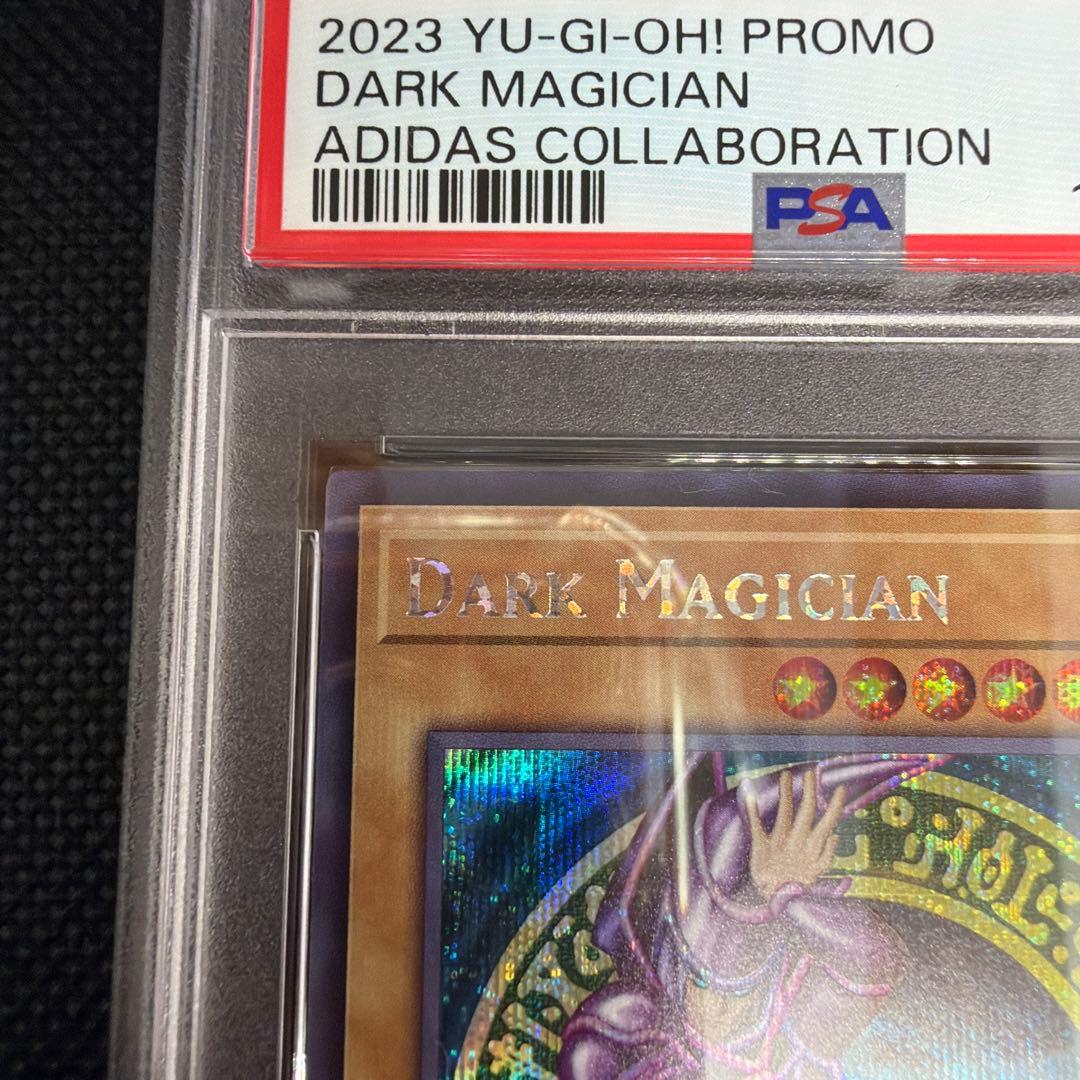 2023 YU-GI-OH! PROMO
DARK MAGICIAN
ADIDAS COLLABORATION
PSA
DARK MAGICIAN